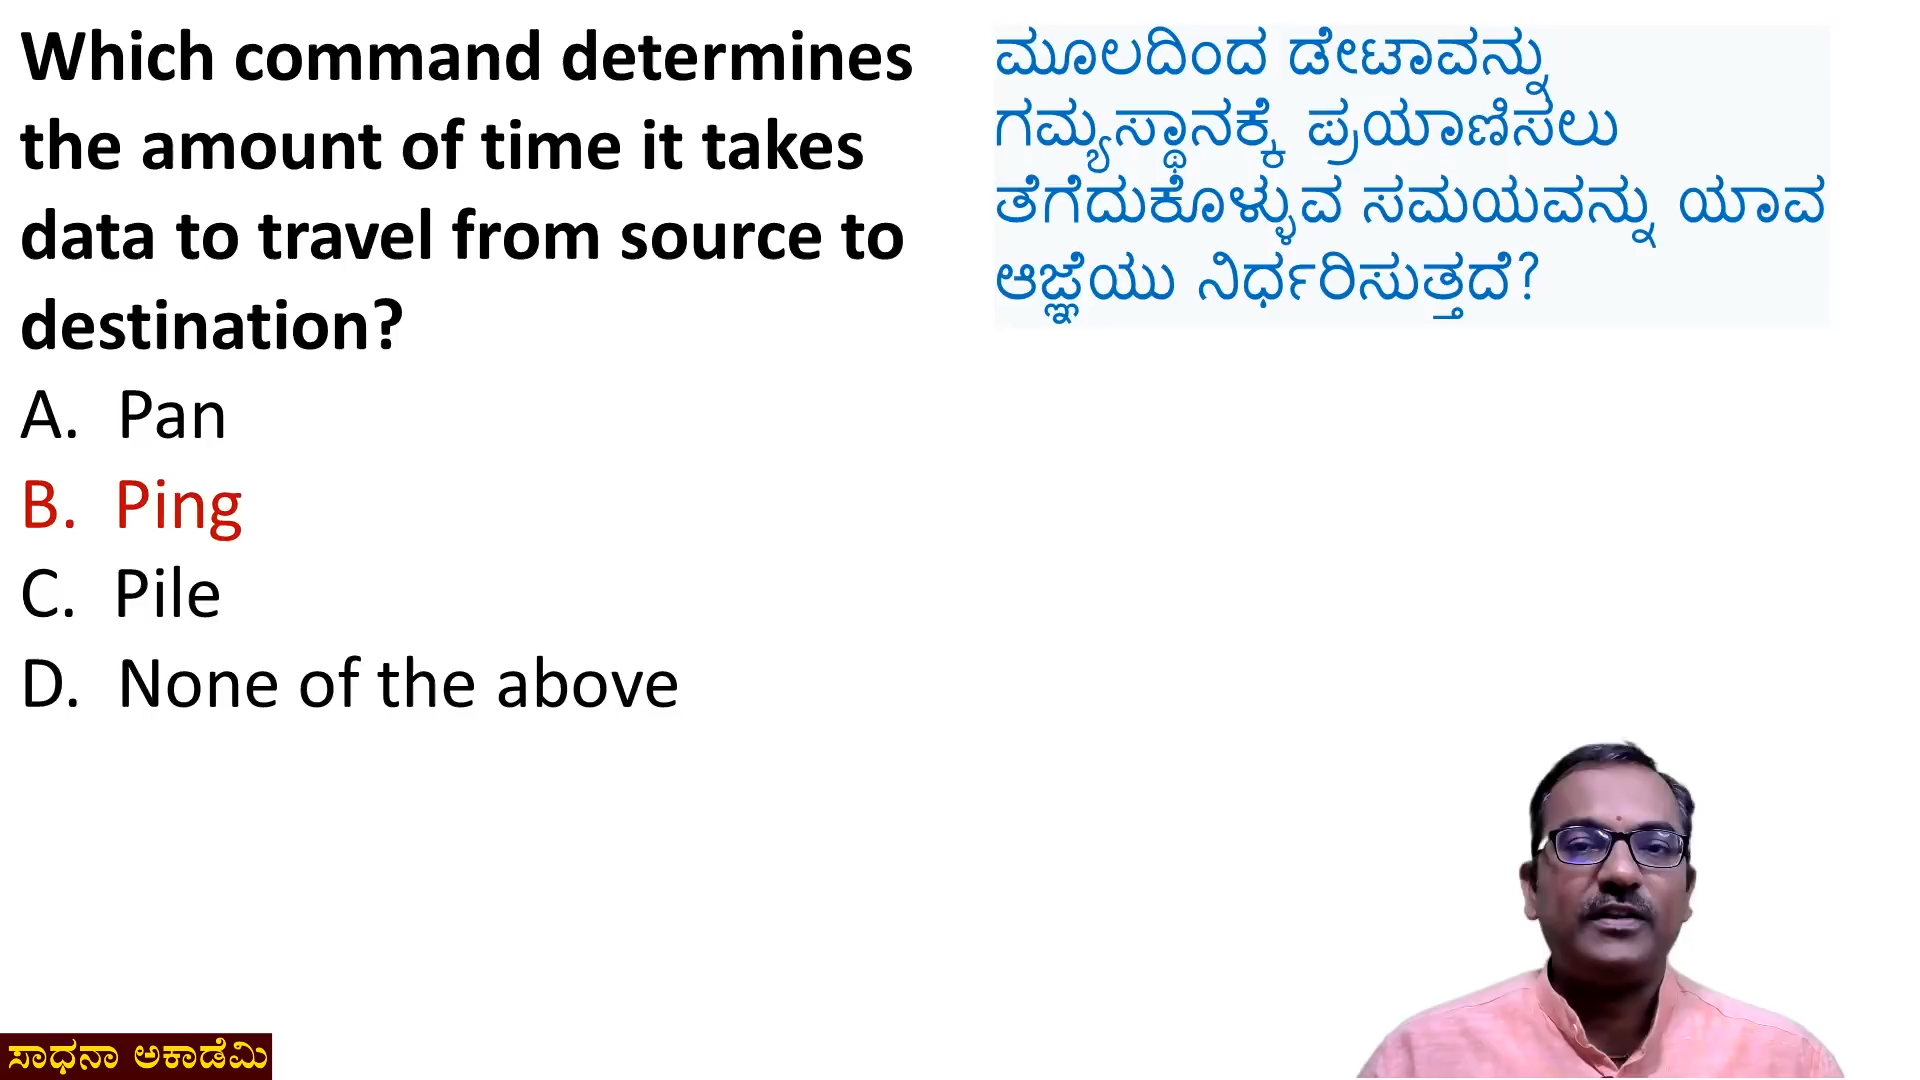 Which command determines
the amount of time it takes
data to travel from source to
destination?
A. Pan
B. Ping
C. Pile
D. None of the above
ಮೂಲದಿಂದ ಡೇಟಾವನ್ನು
ಗಮ್ಯಸ್ಥಾನಕ್ಕೆ ಪ್ರಯಾಣಿಸಲು
ತೆಗೆದುಕೊಳ್ಳುವ ಸಮಯವನ್ನು ಯಾವ
ಆಜ್ಞೆಯು ನಿರ್ಧರಿಸುತ್ತದೆ?
ಸಾಧನಾ ಅಕಾಡೆಮಿ